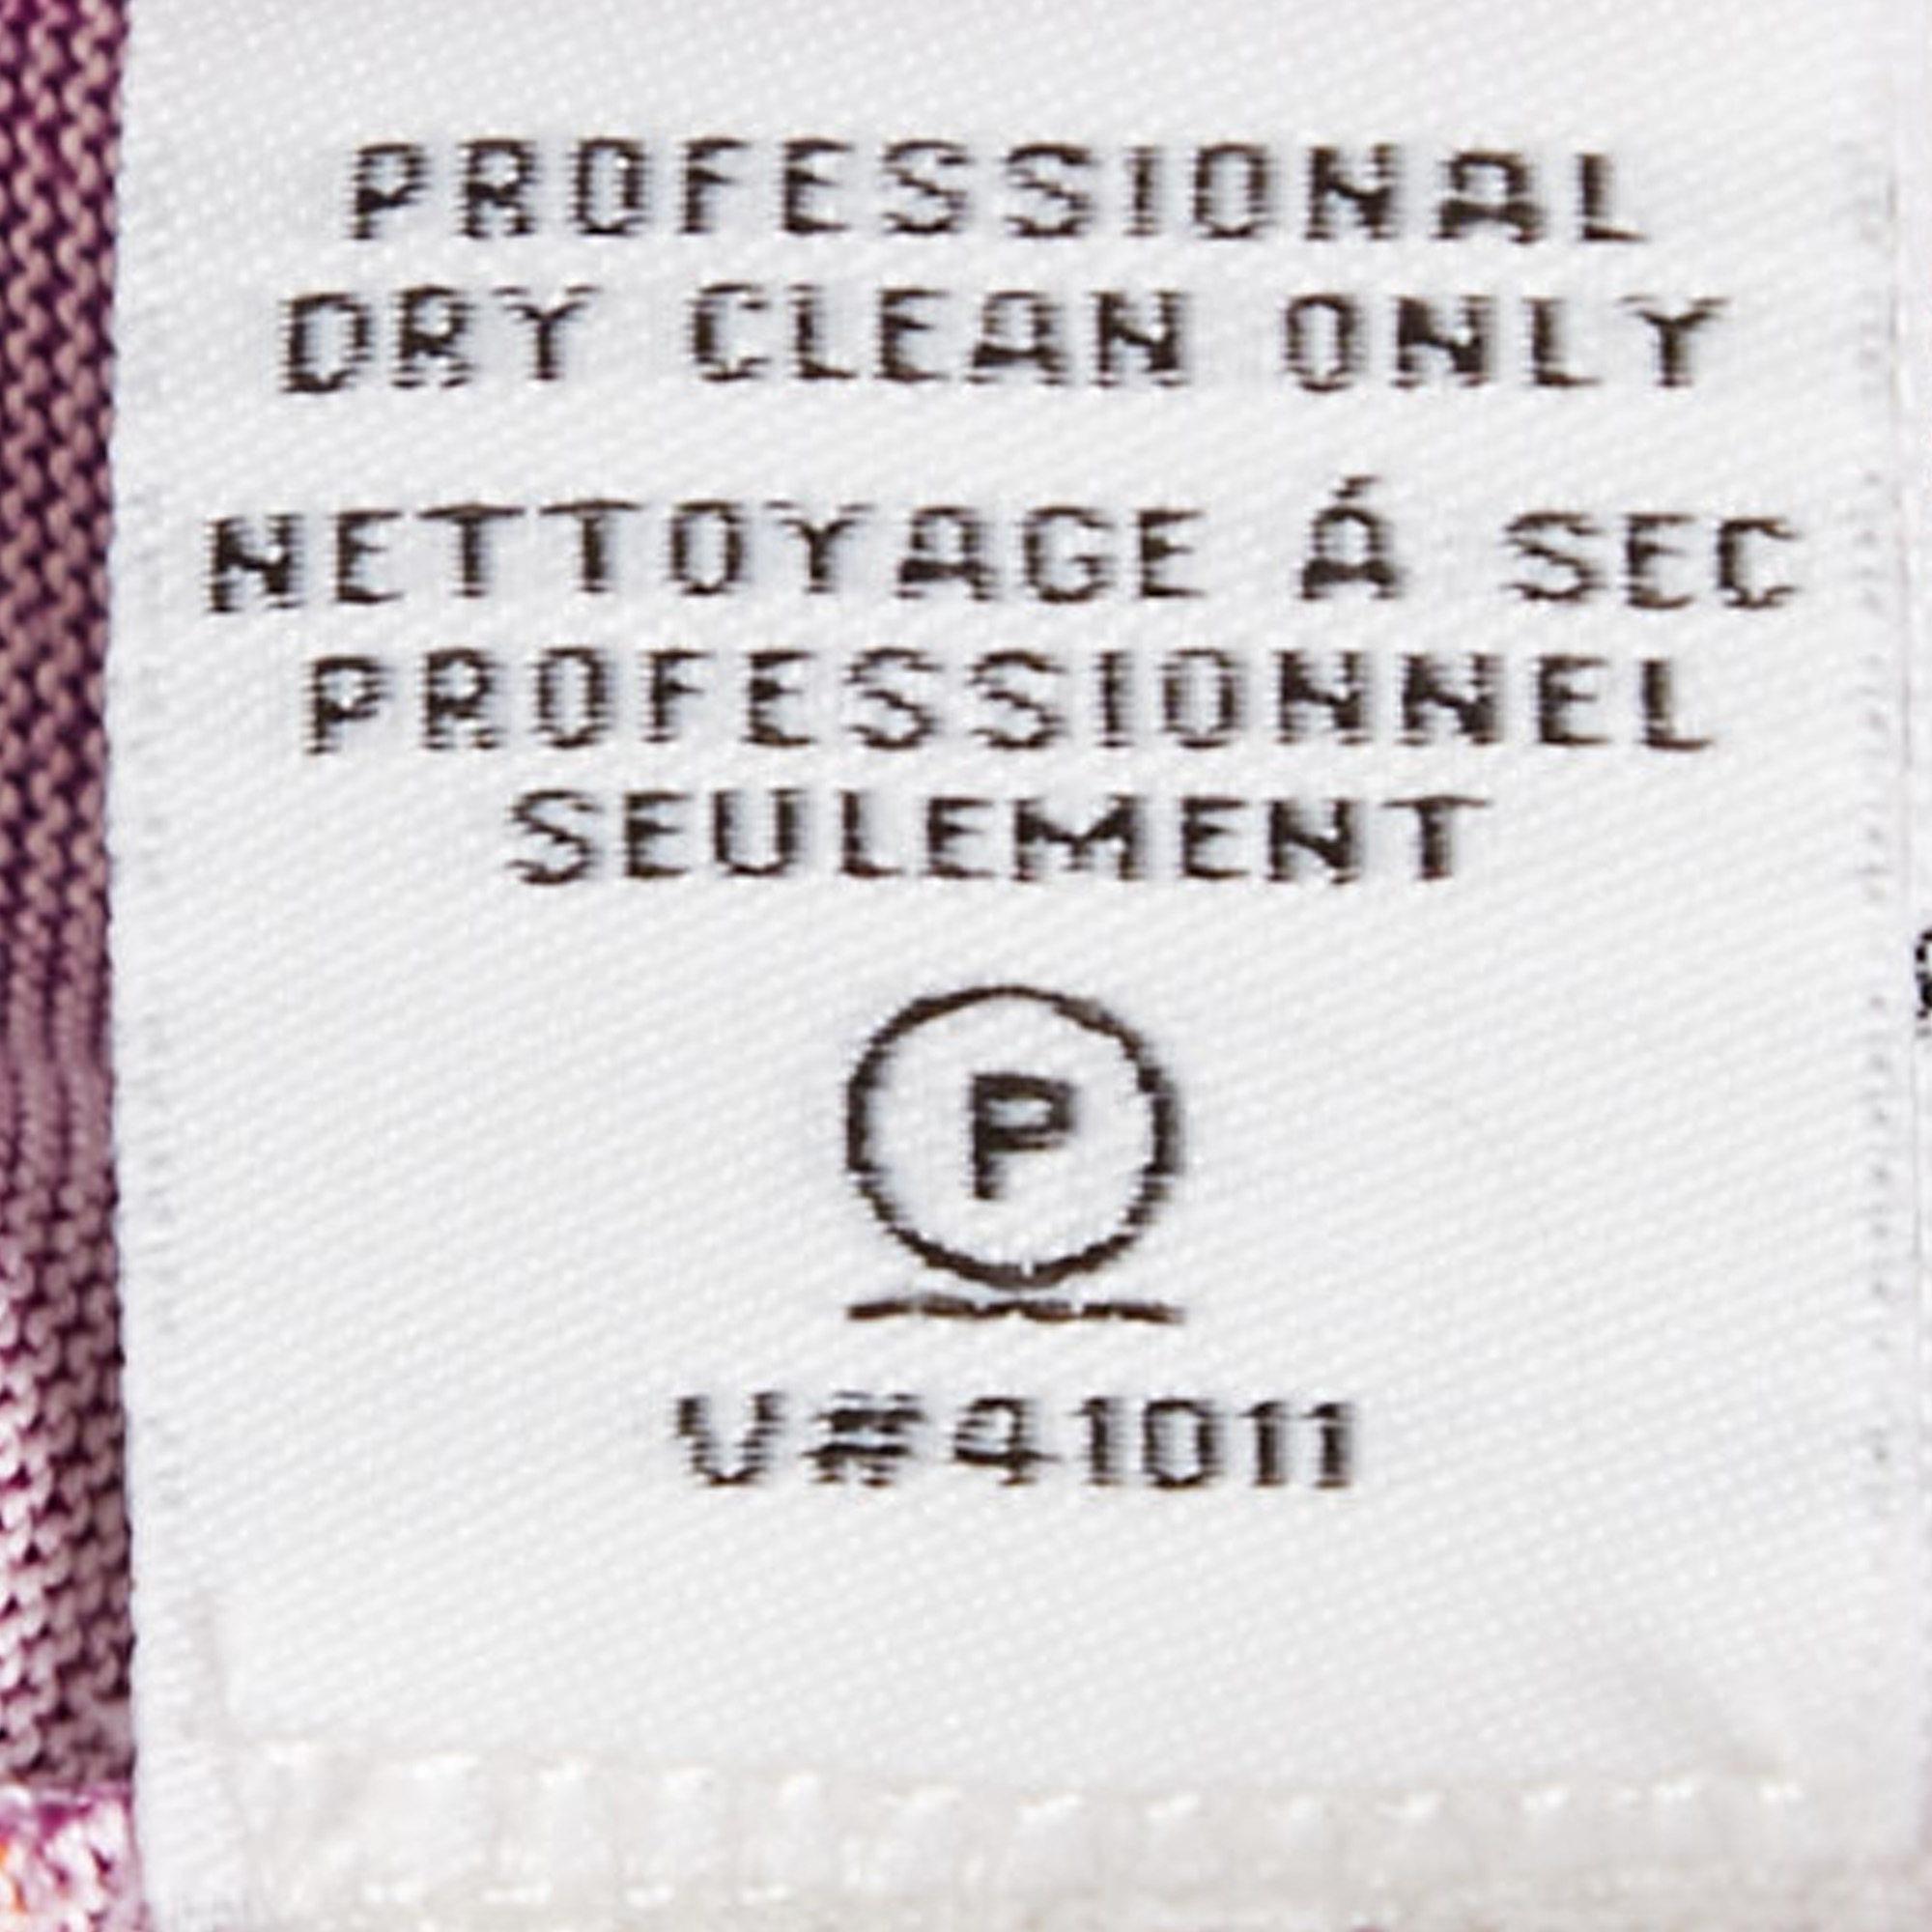 PROFESSIONAL
DRY CLEAN ONLY
NETTOYAGE Á SEC
PROFESSIONNEL
SEULEMENT
P
V#41011